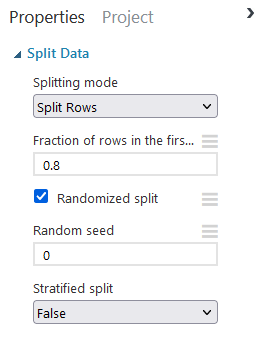 Properties Project
Split Data
Splitting mode
Split Rows
Fraction of rows in the firs...
0.8
Randomized split
Random seed
0
Stratified split
False